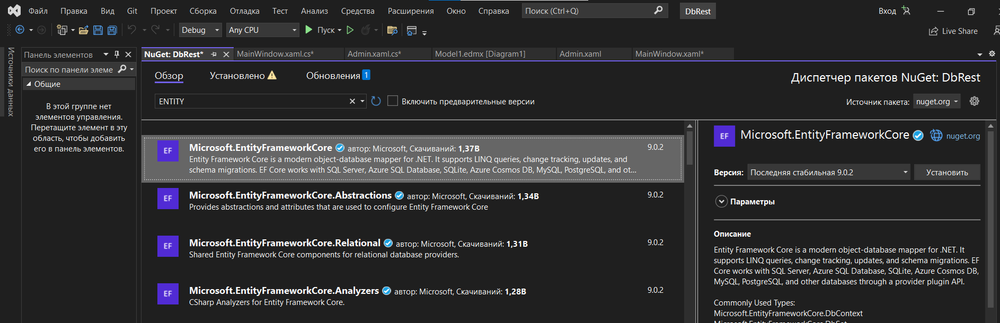 Файл Правка Вид Git Проект Сборка Отладка Тест Анализ Средства Расширения Окно Справка Поиск (Ctrl+Q) DbRest Вход
Debug Any CPU Пуск Live Share
Источники данных
Панель элементов
Поиск по панели элеме
Общие
В этой группе нет
элементов управления.
Перетащите элемент в эту
область, чтобы добавить
его в панель элементов.
NuGet: DbRest* MainWindow.xaml.cs* Admin.xaml.cs* Model1.edmx [Diagram1] Admin.xaml MainWindow.xaml*
Обзор Установлено Обновления 1
Диспетчер пакетов NuGet: DbRest
ENTITY Включить предварительные версии
Источник пакета: nuget.org
EF Microsoft.EntityFrameworkCore автор: Microsoft, Скачиваний: 1,37B 9.0.2
Entity Framework Core is a modern object-database mapper for .NET. It supports LINQ queries, change tracking, updates, and
schema migrations. EF Core works with SQL Server, Azure SQL Database, SQLite, Azure Cosmos DB, MySQL, PostgreSQL, and ot...
EF Microsoft.EntityFrameworkCore.Abstractions автор: Microsoft, Скачиваний: 1,34B 9.0.2
Provides abstractions and attributes that are used to configure Entity Framework Core
EF Microsoft.EntityFrameworkCore.Relational автор: Microsoft, Скачиваний: 1,31B 9.0.2
Shared Entity Framework Core components for relational database providers.
EF Microsoft.EntityFrameworkCore.Analyzers автор: Microsoft, Скачиваний: 1,28B 9.0.2
CSharp Analyzers for Entity Framework Core.
EF Microsoft.EntityFrameworkCore nuget.org
Версия: Последняя стабильная 9.0.2 Установить
Параметры
Описание
Entity Framework Core is a modern object-database mapper for .NET. It
supports LINQ queries, change tracking, updates, and schema migrations. EF
Core works with SQL Server, Azure SQL Database, SQLite, Azure Cosmos DB,
MySQL, PostgreSQL, and other databases through a provider plugin API.
Commonly Used Types:
Microsoft.EntityFrameworkCore.DbContext
Microsoft.EntityFrameworkCore.DbSet